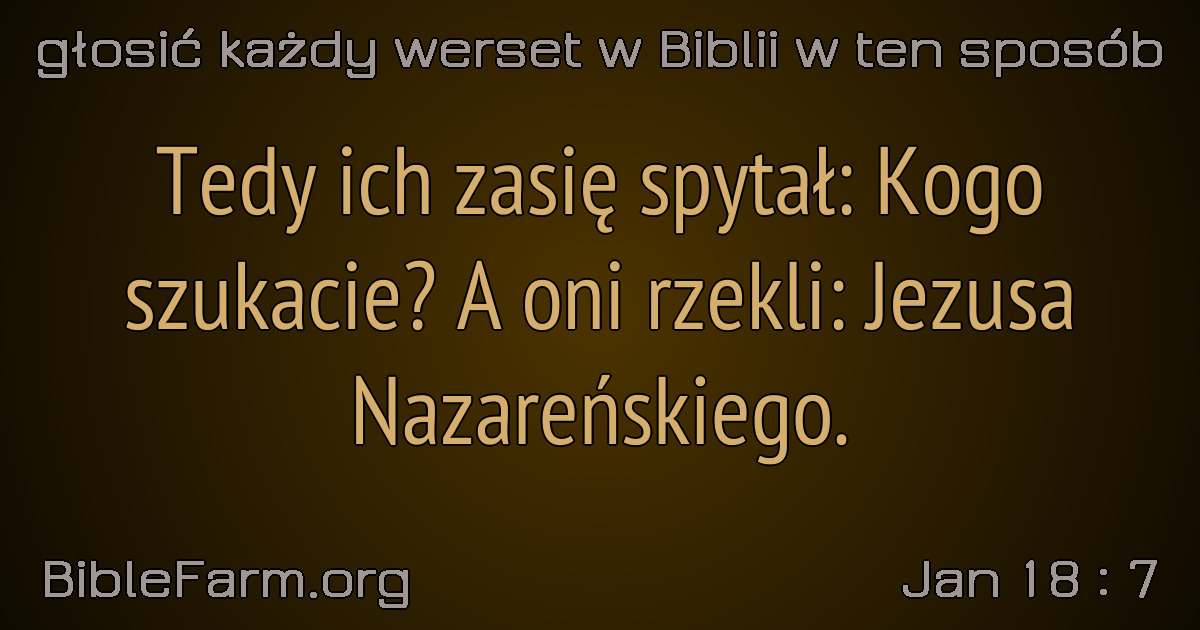 głosić każdy werset w Biblii w ten sposób
Tedy ich zasię spytał: Kogo
szukacie? A oni rzekli: Jezusa
Nazareńskiego.
BibleFarm.org
Jan 18 : 7